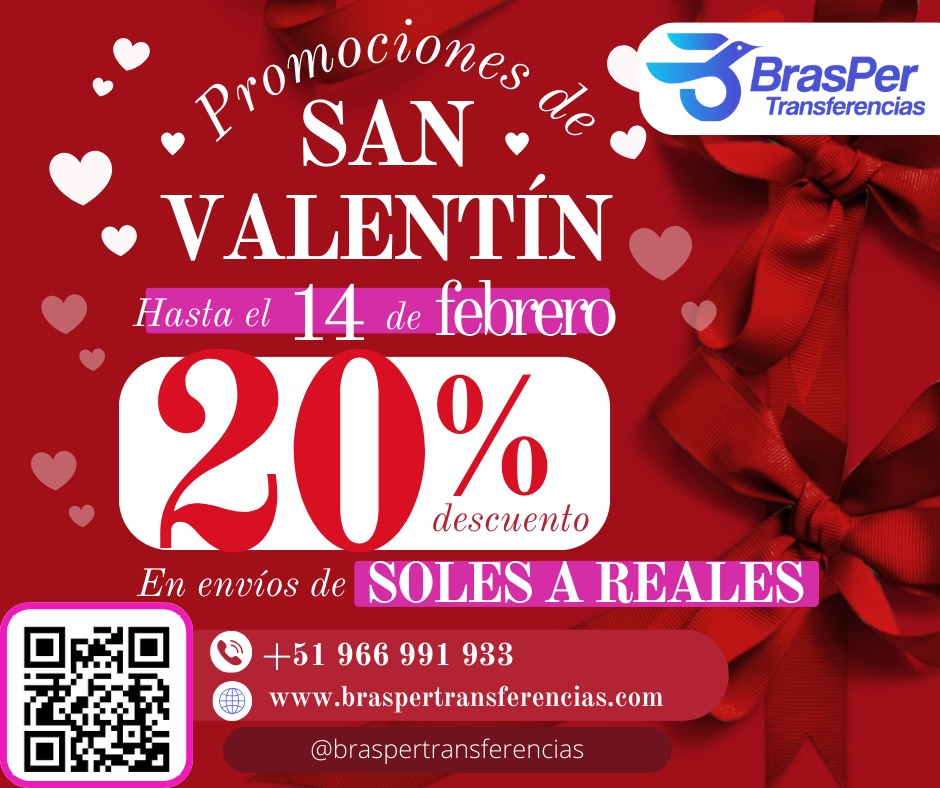 Promociones de
BrasPer
Transferencias
SAN
VALENTÍN
Hasta el 14 de febrero
20%
descuento
En envíos de SOLES A REALES
+51 966 991 933
www.braspertransferencias.com
@braspertransferencias